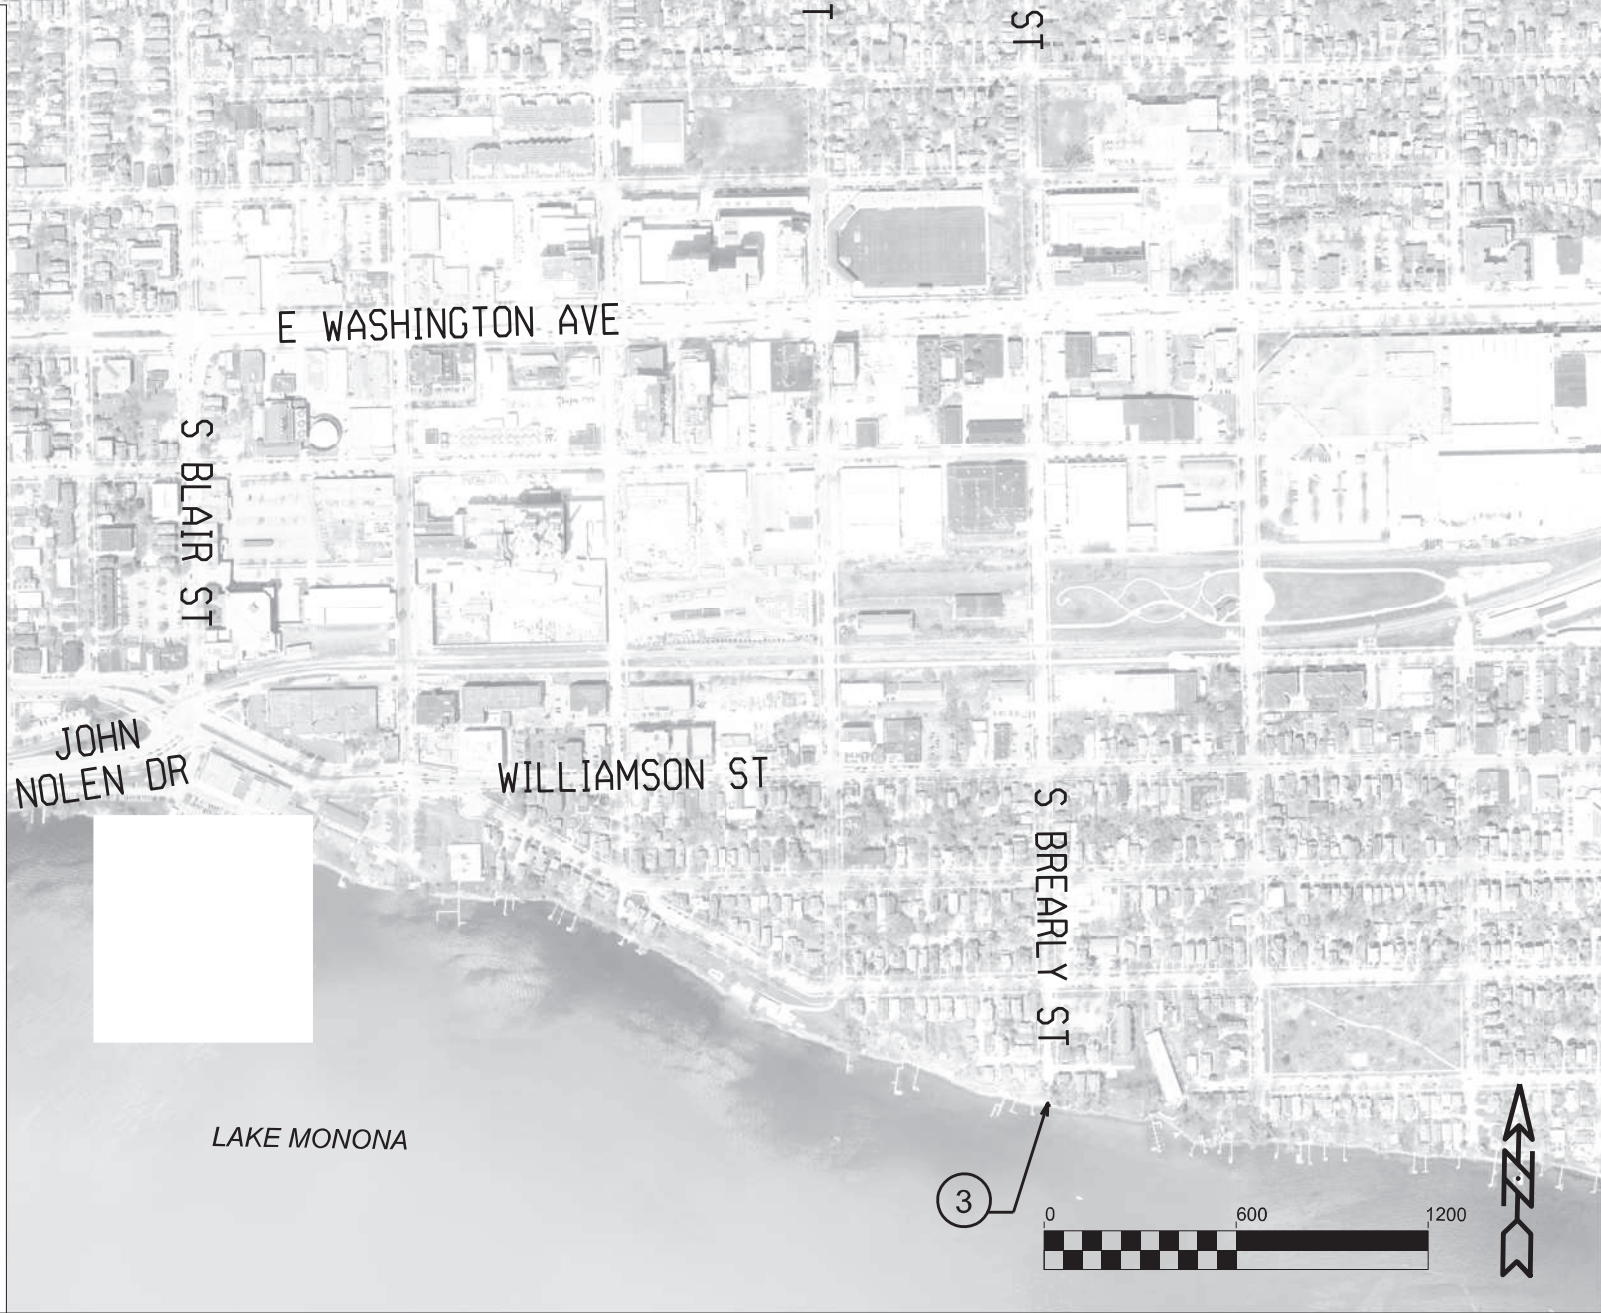 T
ST
E WASHINGTON AVE
S BLAIR ST
JOHN
NOLEN DR
WILLIAMSON ST
S BREARLY ST
LAKE MONONA
3
0 600 1200
N